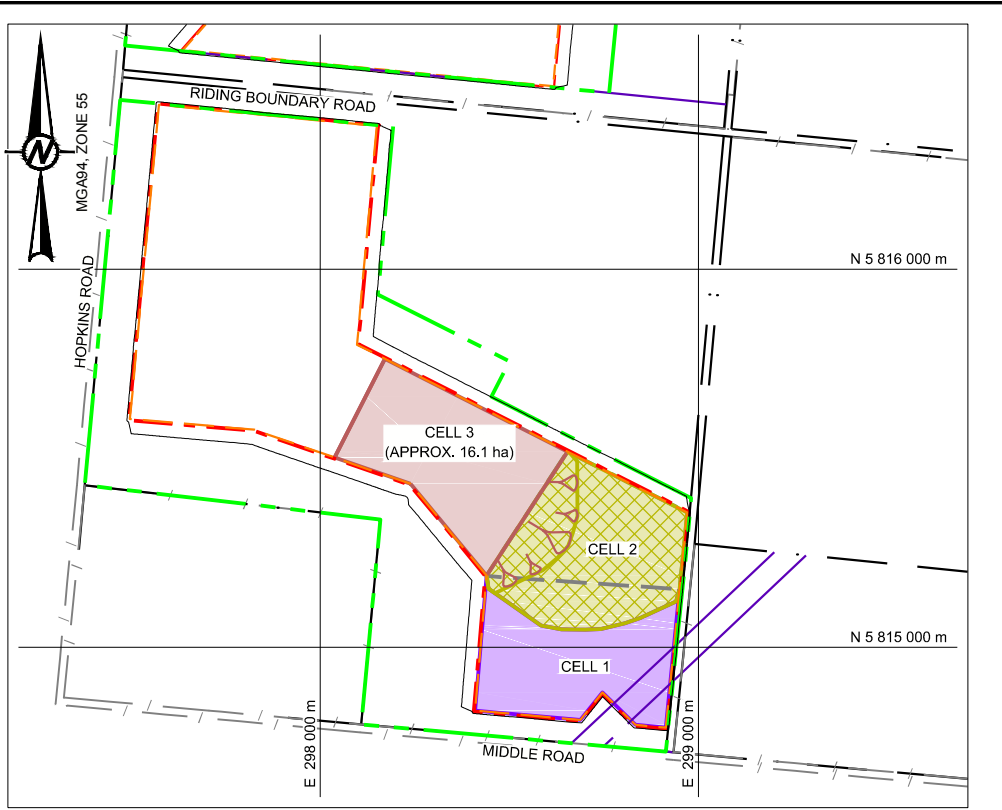 RIDING BOUNDARY ROAD
N
MGA94, ZONE 55
N 5 816 000 m
HOPKINS ROAD
CELL 3
(APPROX. 16.1 ha)
CELL 2
N 5 815 000 m
CELL 1
E 298 000 m
E 299 000 m
MIDDLE ROAD